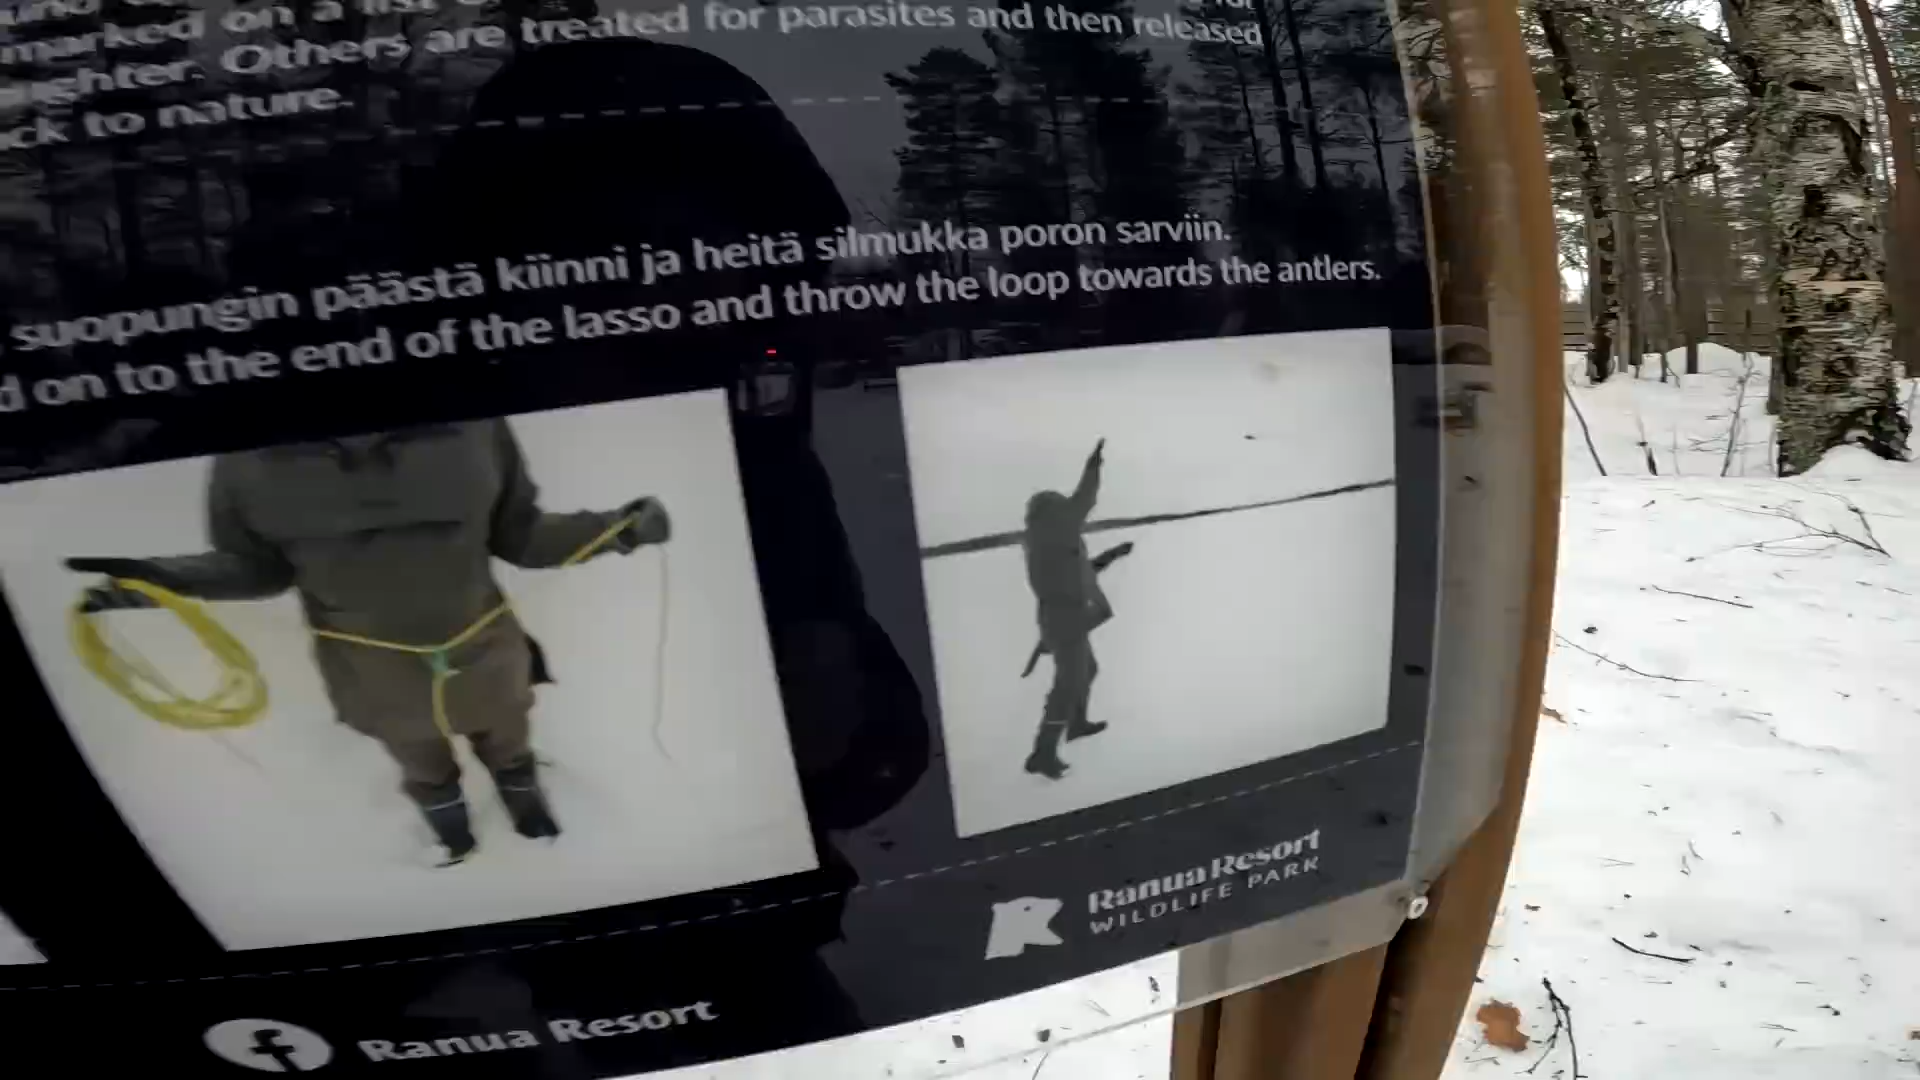 marked on a list
Others are treated for parasites and then released
to nature.
suopungin päästä kiinni ja heitä silmukka poron sarviin.
on to the end of the lasso and throw the loop towards the antlers.
Ranua Resort
WILDLIFE PARK
Ranua Resort